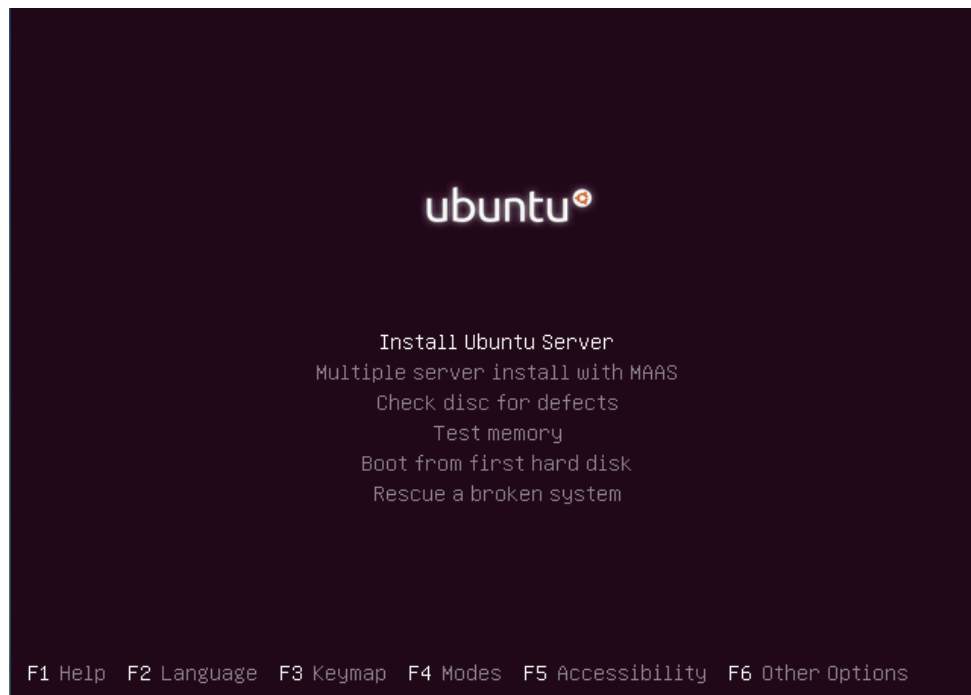 ubuntu
Install Ubuntu Server
Multiple server install with MAAS
Check disc for defects
Test memory
Boot from first hard disk
Rescue a broken system
F1 Help F2 Language F3 Keymap F4 Modes F5 Accessibility F6 Other Options